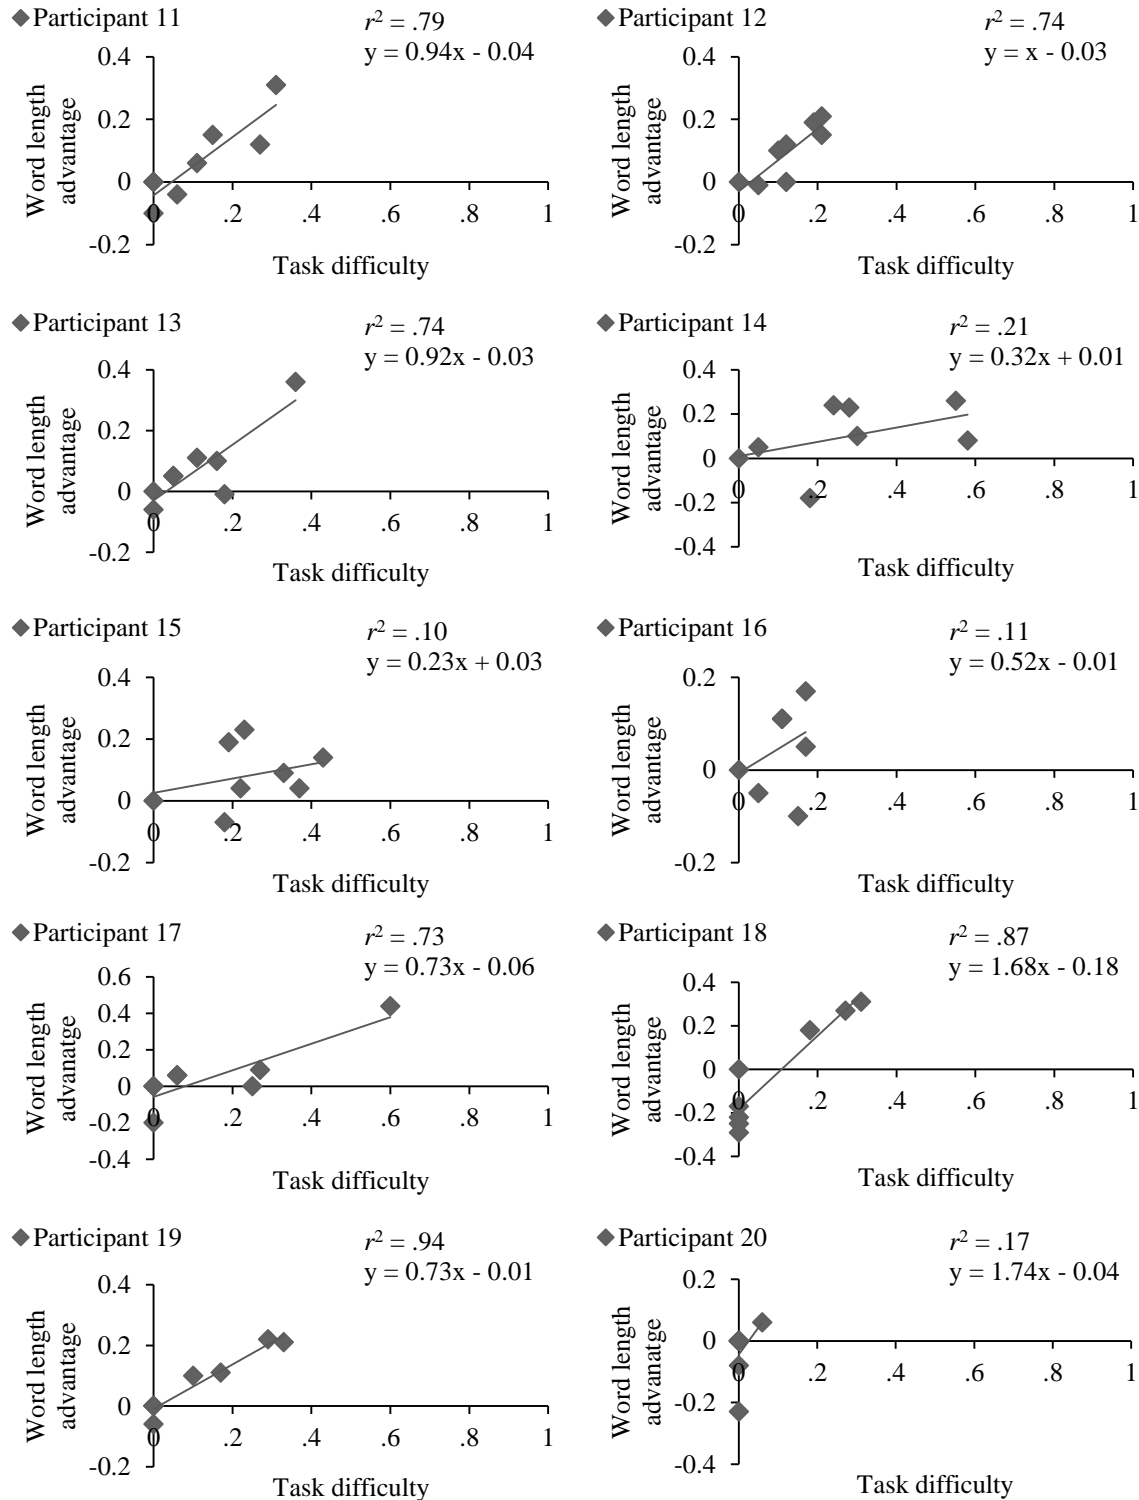 Participant 11
r² = .79
y = 0.94x - 0.04
Word length
advantage
0.4
0.2
0
-0.2
0
.2
.4
.6
.8
1
Task difficulty
Participant 12
r² = .74
y = x - 0.03
Word length
advantage
0.4
0.2
0
-0.2
0
.2
.4
.6
.8
1
Task difficulty
Participant 13
r² = .74
y = 0.92x - 0.03
Word length
advantage
0.4
0.2
0
-0.2
0
.2
.4
.6
.8
1
Task difficulty
Participant 14
r² = .21
y = 0.32x + 0.01
Word length
advantage
0.4
0.2
0
-0.2
-0.4
0
.2
.4
.6
.8
1
Task difficulty
Participant 15
r² = .10
y = 0.23x + 0.03
Word length
advantage
0.4
0.2
0
-0.2
0
.2
.4
.6
.8
1
Task difficulty
Participant 16
r² = .11
y = 0.52x - 0.01
Word length
advantage
0.2
0
-0.2
0
.2
.4
.6
.8
1
Task difficulty
Participant 17
r² = .73
y = 0.73x - 0.06
Word length
advanatge
0.6
0.4
0.2
0
-0.2
-0.4
0
.2
.4
.6
.8
1
Task difficulty
Participant 18
r² = .87
y = 1.68x - 0.18
Word length
advantage
0.4
0.2
0
-0.2
-0.4
0
.2
.4
.6
.8
1
Task difficulty
Participant 19
r² = .94
y = 0.73x - 0.01
Word length
advantage
0.4
0.2
0
-0.2
0
.2
.4
.6
.8
1
Task difficulty
Participant 20
r² = .17
y = 1.74x - 0.04
Word length
advanatge
0.2
0
-0.2
-0.4
0
.2
.4
.6
.8
1
Task difficulty